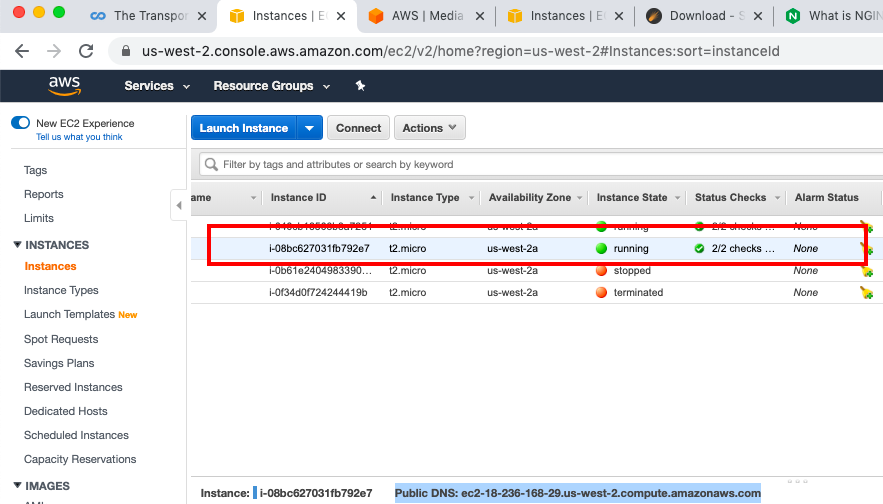 The Transpor
Instances | E
AWS | Media
Instances | E
Download - S
What is NGIN
us-west-2.console.aws.amazon.com/ec2/v2/home?region=us-west-2#Instances:sort=instanceId
aws Services Resource Groups
New EC2 Experience
Tell us what you think
Tags
Reports
Limits
INSTANCES
Instances
Instance Types
Launch Templates New
Spot Requests
Savings Plans
Reserved Instances
Dedicated Hosts
Scheduled Instances
Capacity Reservations
IMAGES
Launch Instance Connect Actions
Filter by tags and attributes or search by keyword
ame Instance ID Instance Type Availability Zone Instance State Status Checks Alarm Status
t2.micro us-west-2a running 2/2 checks ... None
i-08bc627031fb792e7 t2.micro us-west-2a running 2/2 checks ... None
i-0b61e2404983390... t2.micro us-west-2a stopped None
i-0f34d0f724244419b t2.micro us-west-2a terminated None
Instance: i-08bc627031fb792e7 Public DNS: ec2-18-236-168-29.us-west-2.compute.amazonaws.com